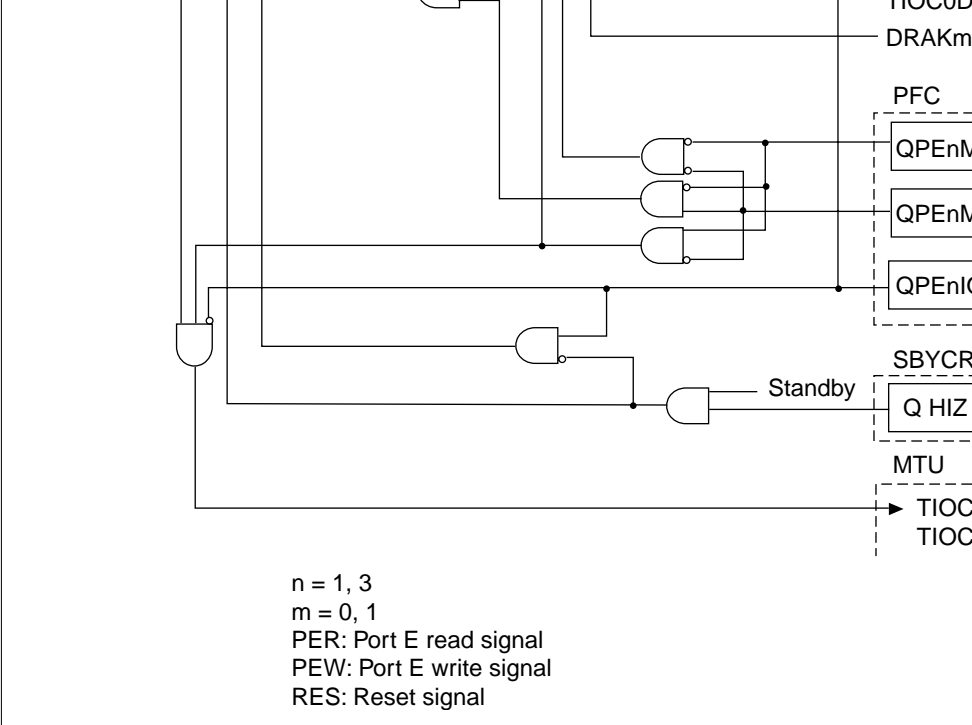 DRAKm
PFC
QPEnM
QPEnM
QPEnIO
SBYCR
Standby
Q HIZ
MTU
TIOC
TIOC
n = 1, 3
m = 0, 1
PER: Port E read signal
PEW: Port E write signal
RES: Reset signal